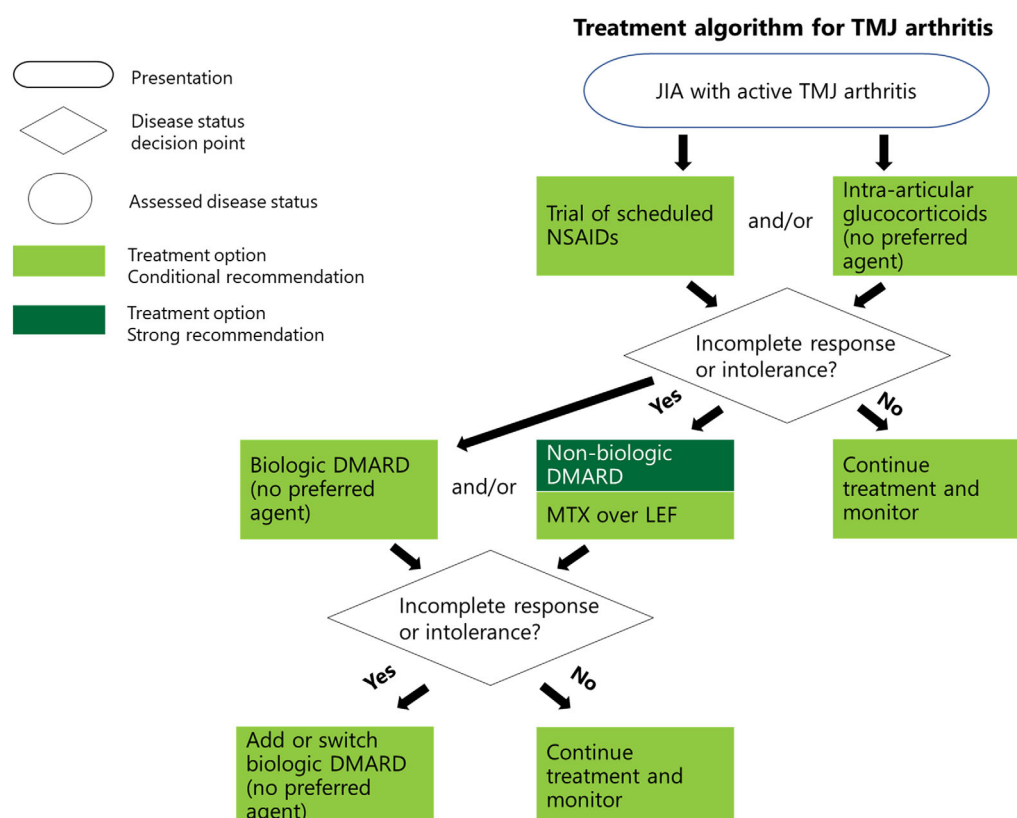 Treatment algorithm for TMJ arthritis
Presentation
Disease status
decision point
Assessed disease status
Treatment option
Conditional recommendation
Treatment option
Strong recommendation
JIA with active TMJ arthritis
Trial of scheduled
NSAIDs
and/or
Intra-articular
glucocorticoids
(no preferred
agent)
Incomplete response
or intolerance?
Yes
No
Biologic DMARD
(no preferred
agent)
and/or
Non-biologic
DMARD
MTX over LEF
Continue
treatment and
monitor
Incomplete response
or intolerance?
Yes
No
Add or switch
biologic DMARD
(no preferred
agent)
Continue
treatment and
monitor